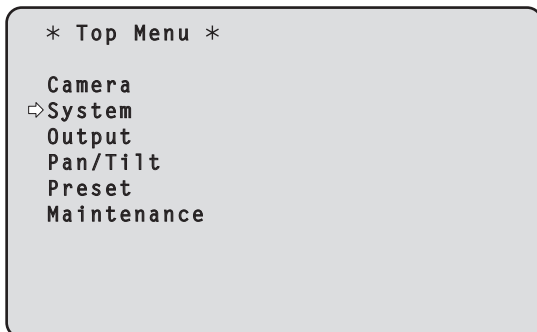 * Top Menu *
Camera
⇨System
Output
Pan/Tilt
Preset
Maintenance